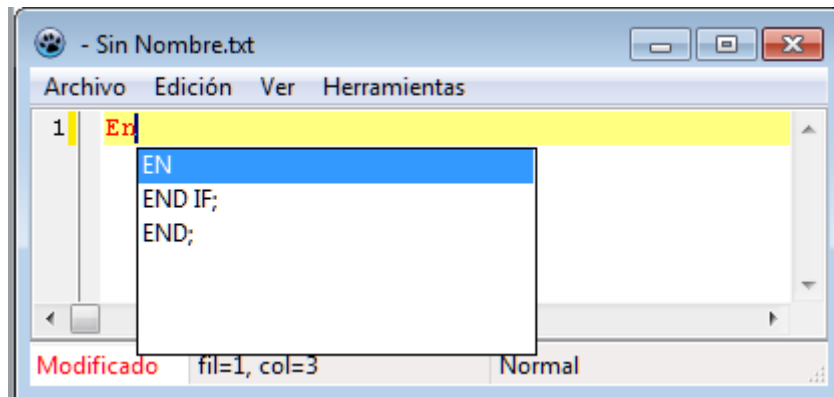 - Sin Nombre.txt
Archivo Edición Ver Herramientas
1 En
EN
END IF;
END;
Modificado fil=1, col=3 Normal